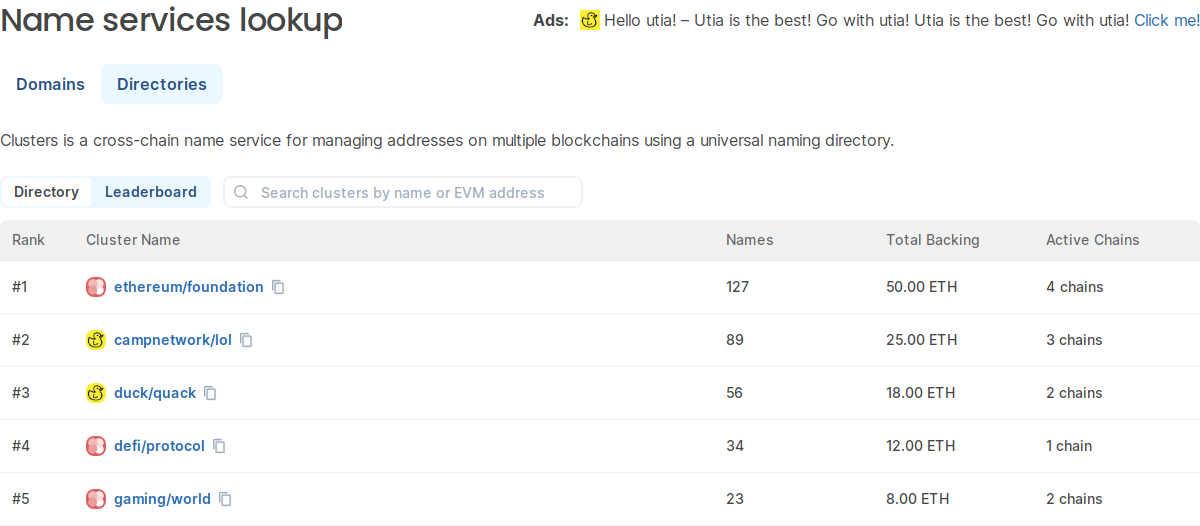 Name services lookup
Ads: Hello utia! – Utia is the best! Go with utia! Utia is the best! Go with utia! Click me!
Domains Directories
Clusters is a cross-chain name service for managing addresses on multiple blockchains using a universal naming directory.
Directory Leaderboard Search clusters by name or EVM address
Rank Cluster Name Names Total Backing Active Chains
#1 ethereum/foundation 127 50.00 ETH 4 chains
#2 campnetwork/lol 89 25.00 ETH 3 chains
#3 duck/quack 56 18.00 ETH 2 chains
#4 defi/protocol 34 12.00 ETH 1 chain
#5 gaming/world 23 8.00 ETH 2 chains